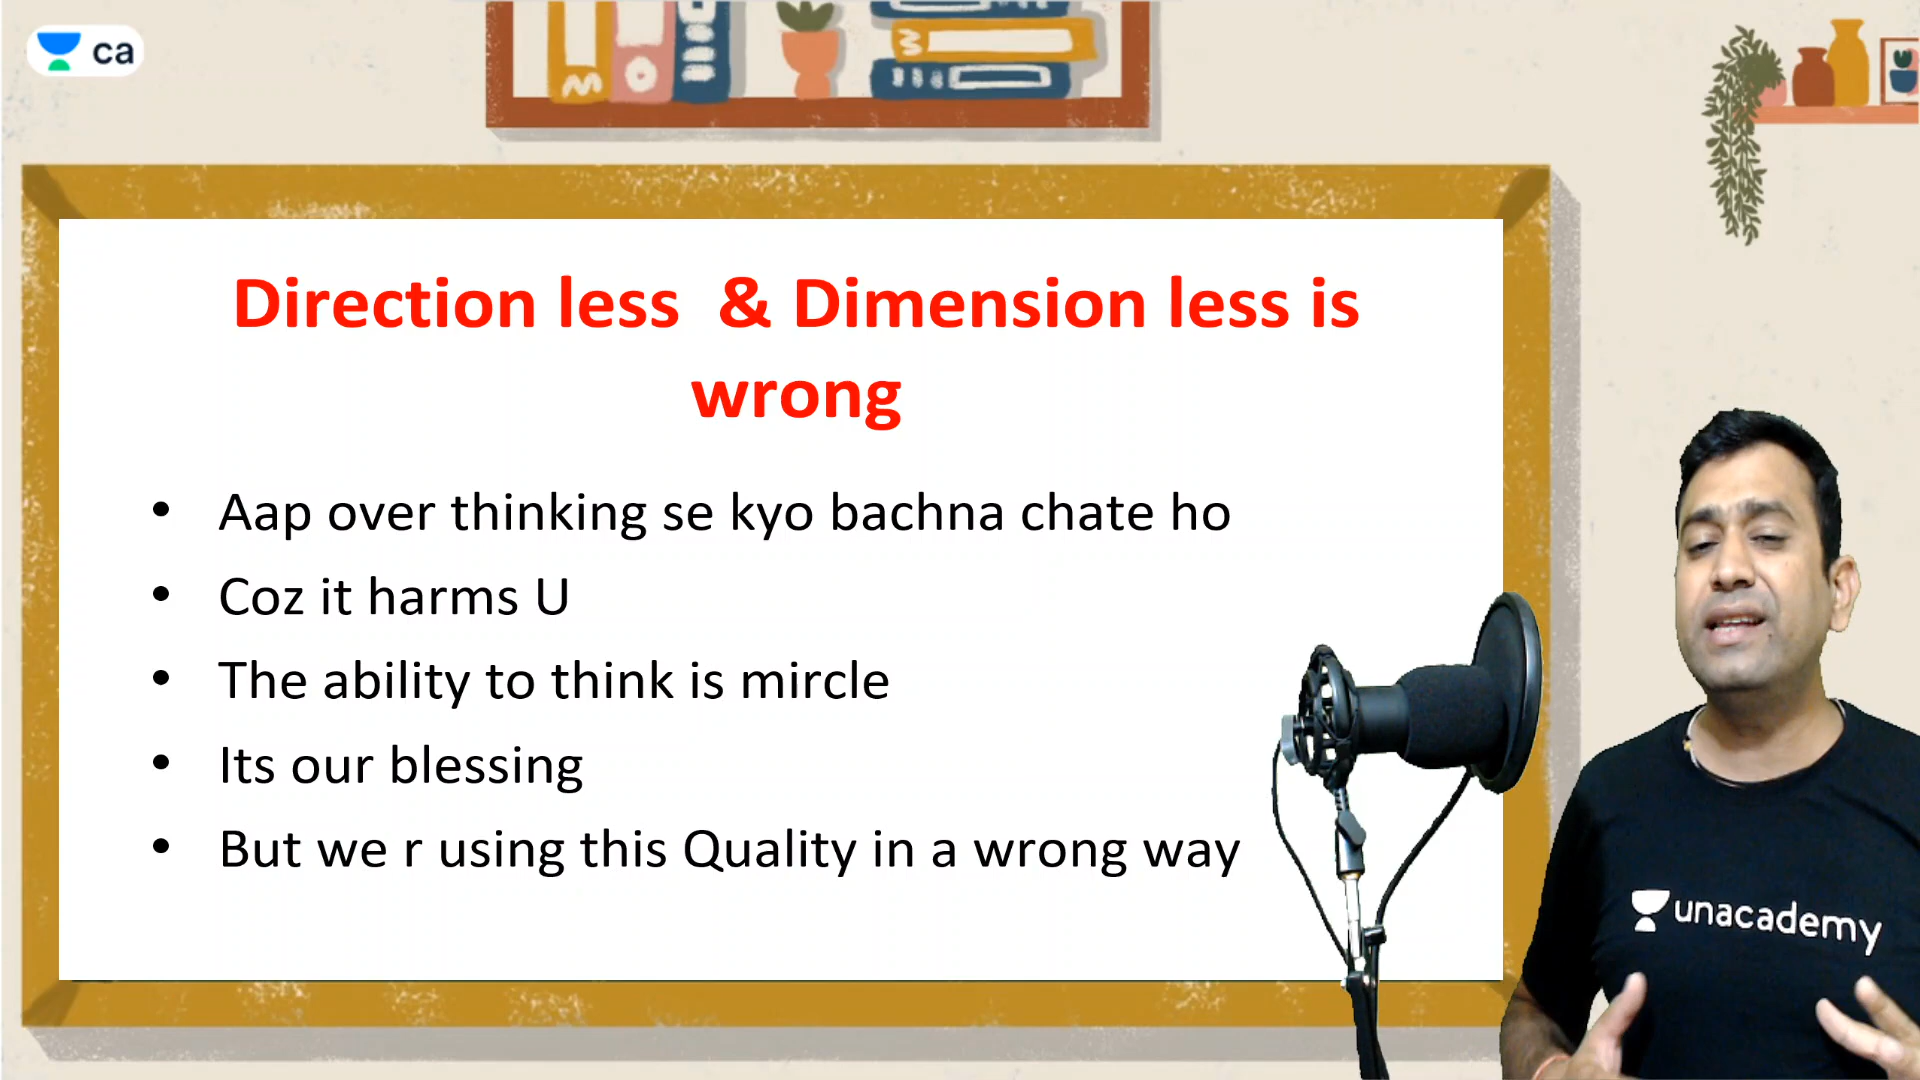 ca
Direction less & Dimension less is
wrong
• Aap over thinking se kyo bachna chate ho
• Coz it harms U
• The ability to think is mircle
• Its our blessing
• But we r using this Quality in a wrong way
unacademy